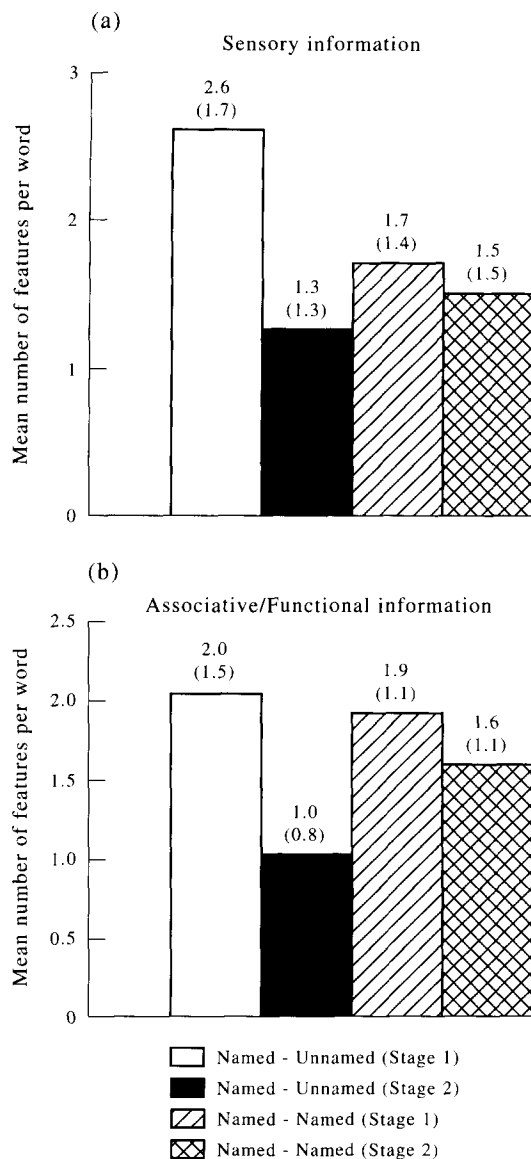 (a)
Sensory information
Mean number of features per word
3
2
1
0
2.6
(1.7)
1.3
(1.3)
1.7
(1.4)
1.5
(1.5)
(b)
Associative/Functional information
Mean number of features per word
2.5
2.0
1.5
1.0
0.5
0
2.0
(1.5)
1.0
(0.8)
1.9
(1.1)
1.6
(1.1)
Named - Unnamed (Stage 1)
Named - Unnamed (Stage 2)
Named - Named (Stage 1)
Named - Named (Stage 2)